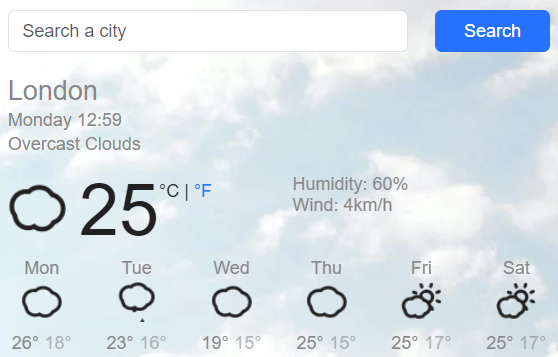 Search a city Search
London
Monday 12:59
Overcast Clouds
25 °C | °F
Humidity: 60%
Wind: 4km/h
Mon Tue Wed Thu Fri Sat
26° 18° 23° 16° 19° 15° 25° 15° 25° 17° 25° 17°